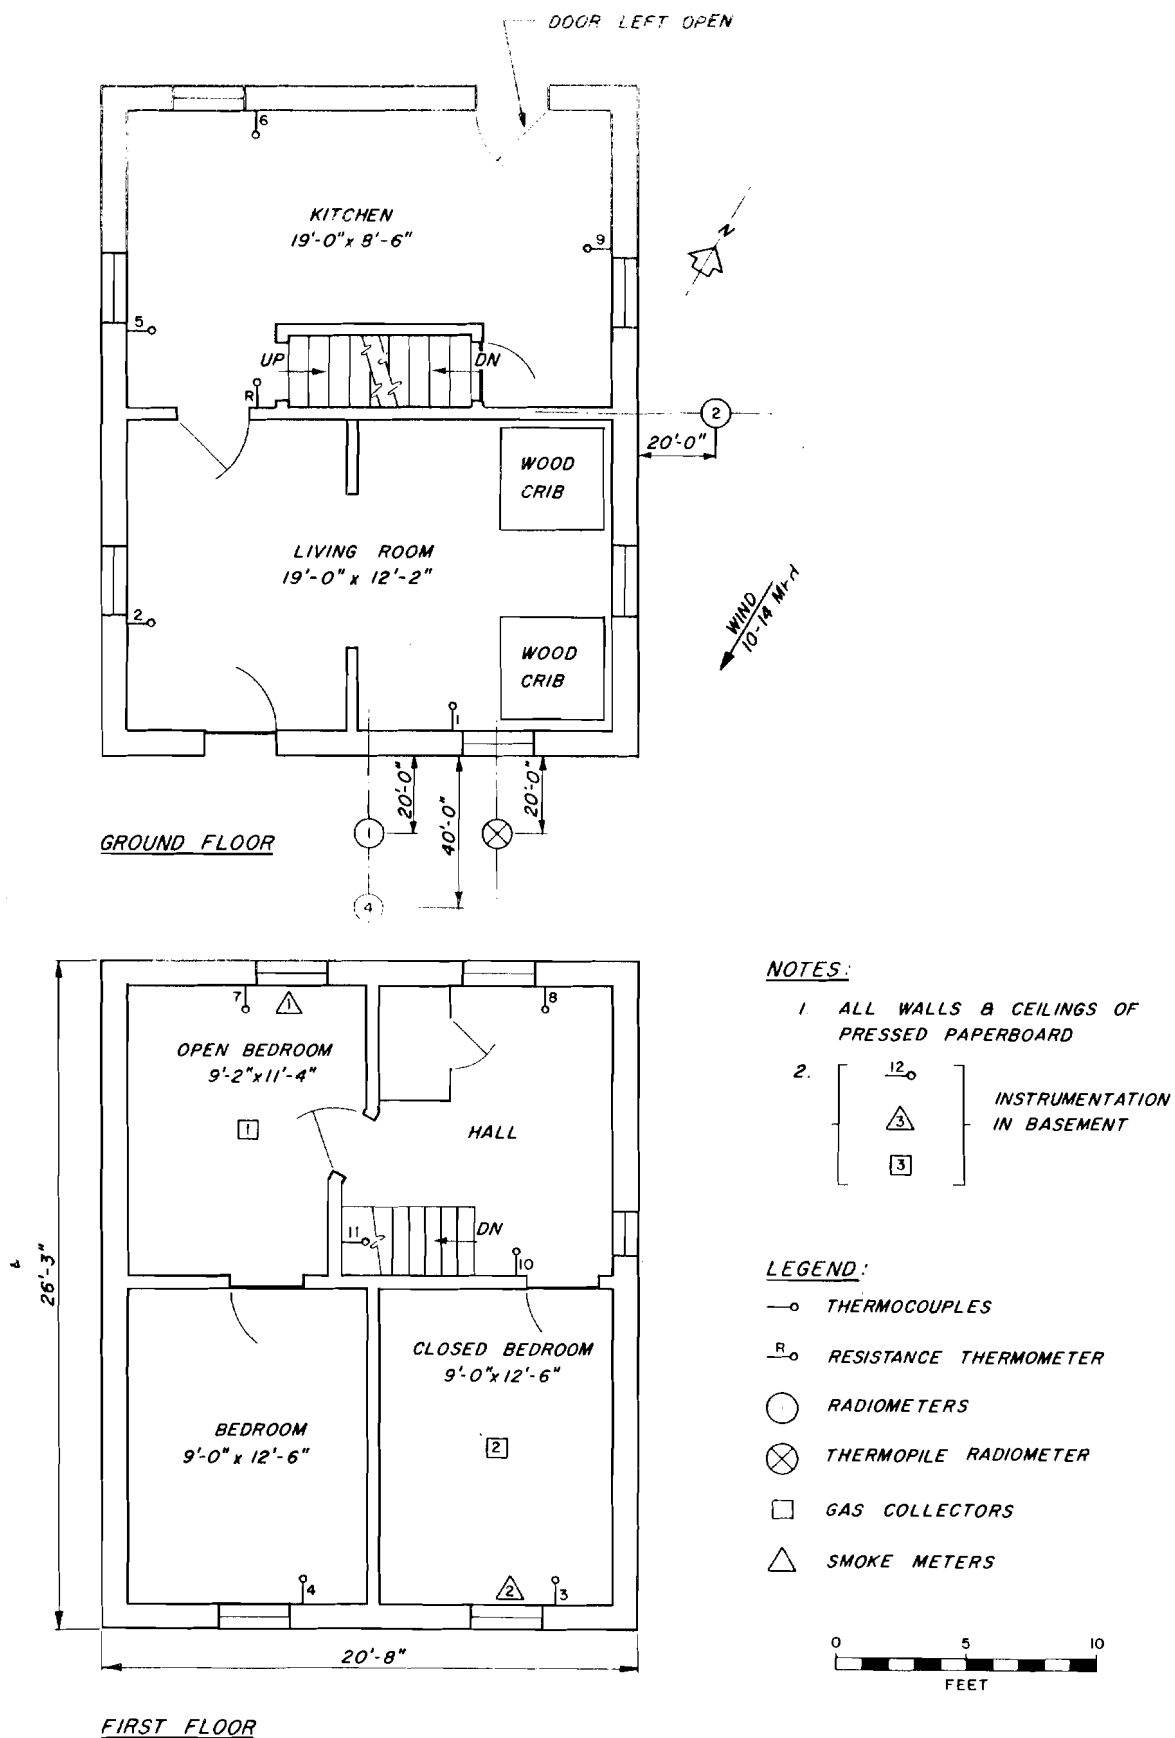 DOOR LEFT OPEN
6
KITCHEN
19'-0" x 8'-6"
9
N
5
UP
DN
R
2
20'-0"
WOOD
CRIB
LIVING ROOM
19'-0" x 12'-2"
2
WIND
10-14
WOOD
CRIB
1
20'-0"
40'-0"
20'-0"
1
GROUND FLOOR
4
7
1
8
OPEN BEDROOM
9'-2" x 11'-4"
1
HALL
11
DN
10
26'-3"
CLOSED BEDROOM
9'-0" x 12'-6"
BEDROOM
9'-0" x 12'-6"
2
4
2
3
20'-8"
FIRST FLOOR
NOTES:
1. ALL WALLS & CEILINGS OF
PRESSED PAPERBOARD
2.
12
3
3
INSTRUMENTATION
IN BASEMENT
LEGEND:
THERMOCOUPLES
R
RESISTANCE THERMOMETER
RADIOMETERS
THERMOPILE RADIOMETER
GAS COLLECTORS
SMOKE METERS
0 5 10
FEET